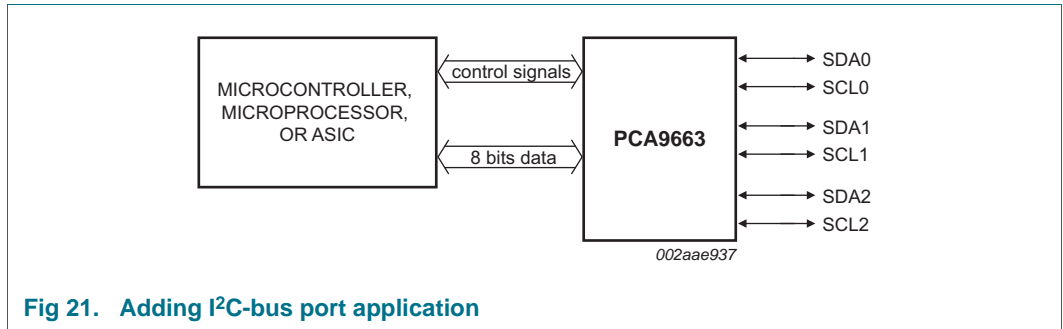 MICROCONTROLLER,
MICROPROCESSOR,
OR ASIC
control signals
8 bits data
PCA9663
SDA0
SCL0
SDA1
SCL1
SDA2
SCL2
002aae937
Fig 21. Adding I²C-bus port application